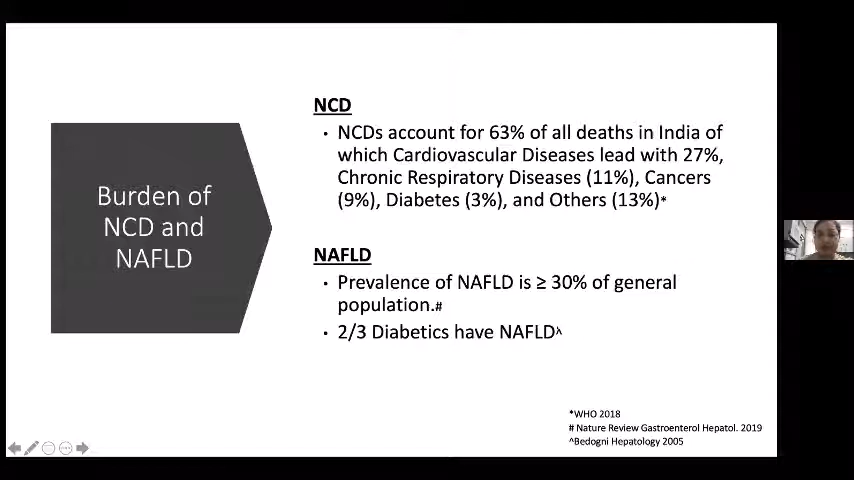 Burden of
NCD and
NAFLD
NCD
• NCDs account for 63% of all deaths in India of
which Cardiovascular Diseases lead with 27%,
Chronic Respiratory Diseases (11%), Cancers
(9%), Diabetes (3%), and Others (13%)*
NAFLD
• Prevalence of NAFLD is ≥ 30% of general
population.#
• 2/3 Diabetics have NAFLD^
*WHO 2018
# Nature Review Gastroenterol Hepatol. 2019
^Bedogni Hepatology 2005